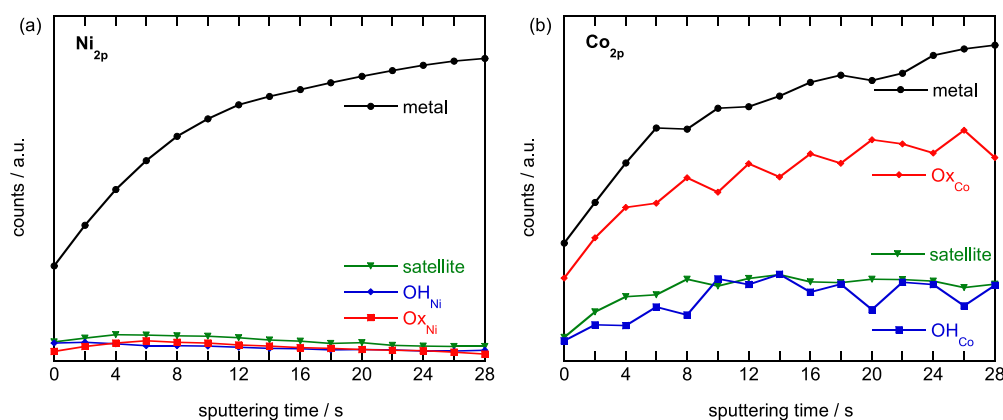 (a)
Ni2p
metal
satellite
OHNi
OxNi
counts / a.u.
0 4 8 12 16 20 24 28
sputtering time / s
(b)
Co2p
metal
OxCo
satellite
OHCo
counts / a.u.
0 4 8 12 16 20 24 28
sputtering time / s